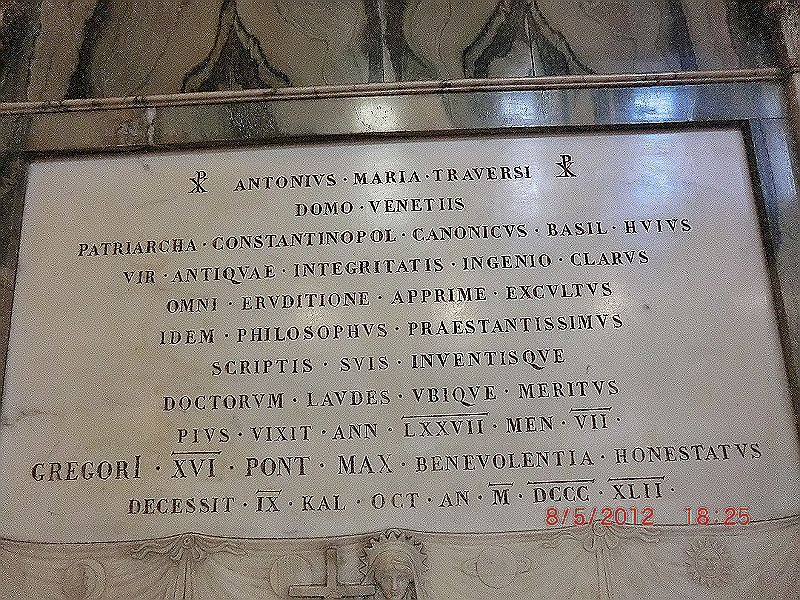 ☧ ANTONIVS · MARIA · TRAVERSI ☧
DOMO · VENETIIS
PATRIARCHA · CONSTANTINOPOL · CANONICVS · BASIL · HVIVS
VIR · ANTIQVAE · INTEGRITATIS · INGENIO · CLARVS
OMNI · ERVDITIONE · APPRIME · EXCVLTVS
IDEM · PHILOSOPHVS · PRAESTANTISSIMVS
SCRIPTIS · SVIS · INVENTISQVE
DOCTORVM · LAVDES · VBIQVE · MERITVS
PIVS · VIXIT · ANN · LXXVII · MEN · VII ·
GREGORI · XVI · PONT · MAX · BENEVOLENTIA · HONESTATVS
DECESSIT · IX · KAL · OCT · AN · M · DCCC · XLII ·
8/5/2012 18:25